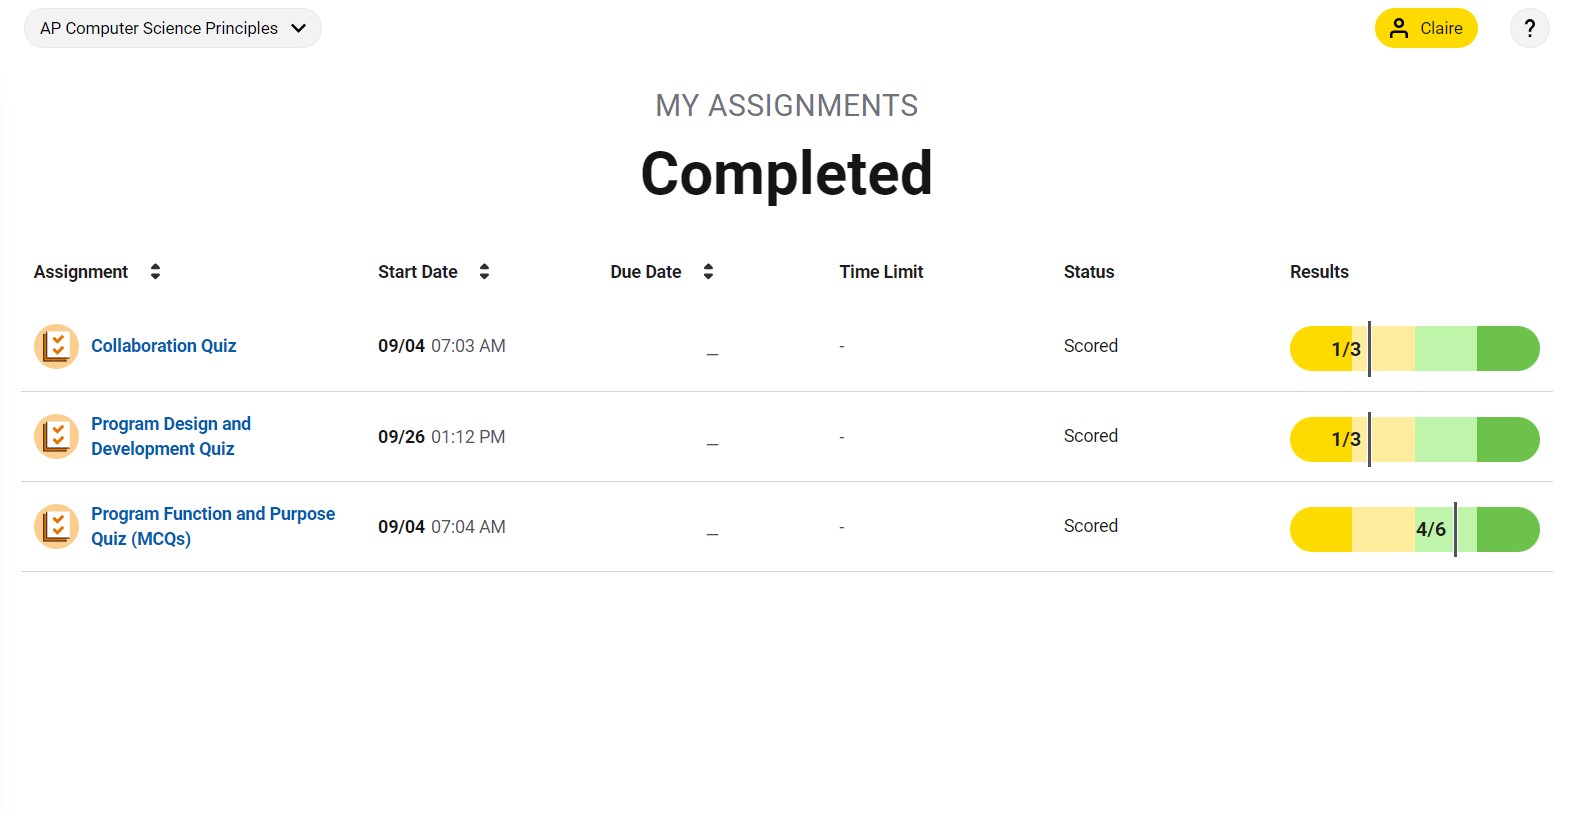 AP Computer Science Principles
Claire
?
MY ASSIGNMENTS
Completed
Assignment Start Date Due Date Time Limit Status Results
Collaboration Quiz 09/04 07:03 AM _ - Scored 1/3
Program Design and
Development Quiz 09/26 01:12 PM _ - Scored 1/3
Program Function and Purpose
Quiz (MCQs) 09/04 07:04 AM _ - Scored 4/6